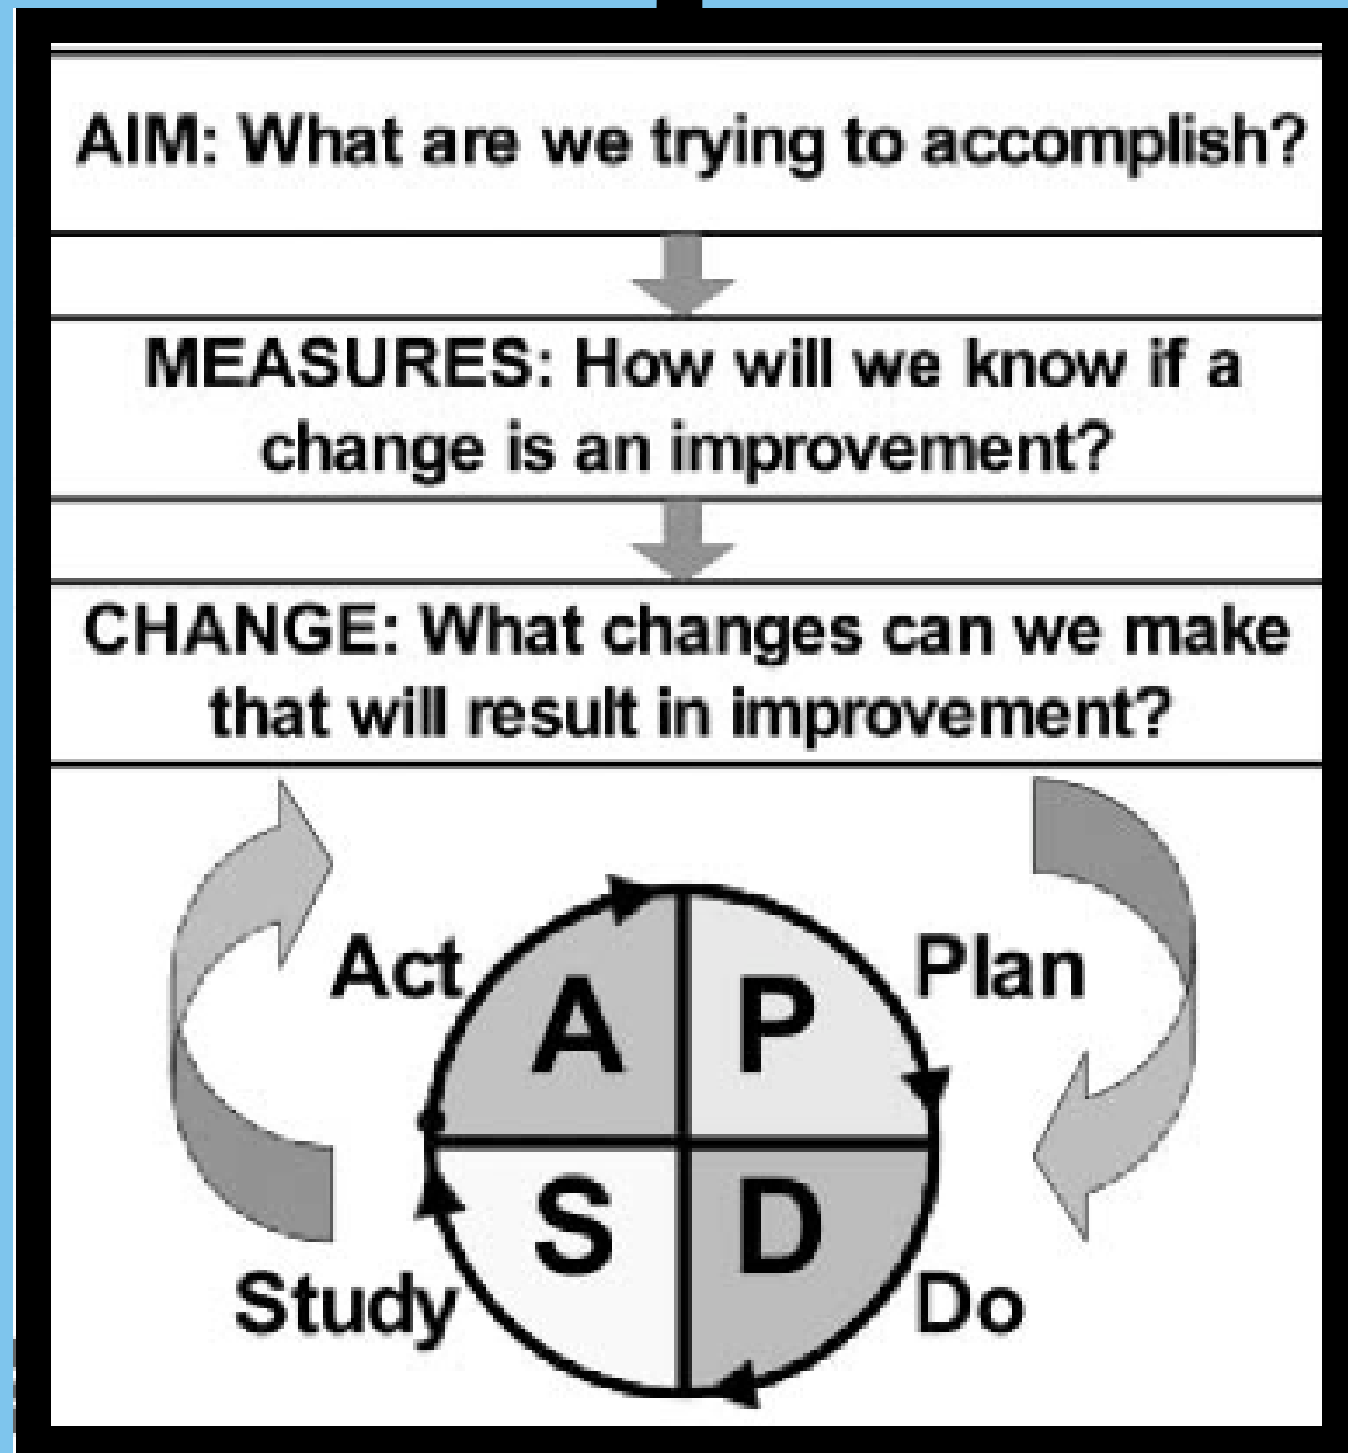 AIM: What are we trying to accomplish?
MEASURES: How will we know if a
change is an improvement?
CHANGE: What changes can we make
that will result in improvement?
Act
Plan
A
P
S
D
Study
Do